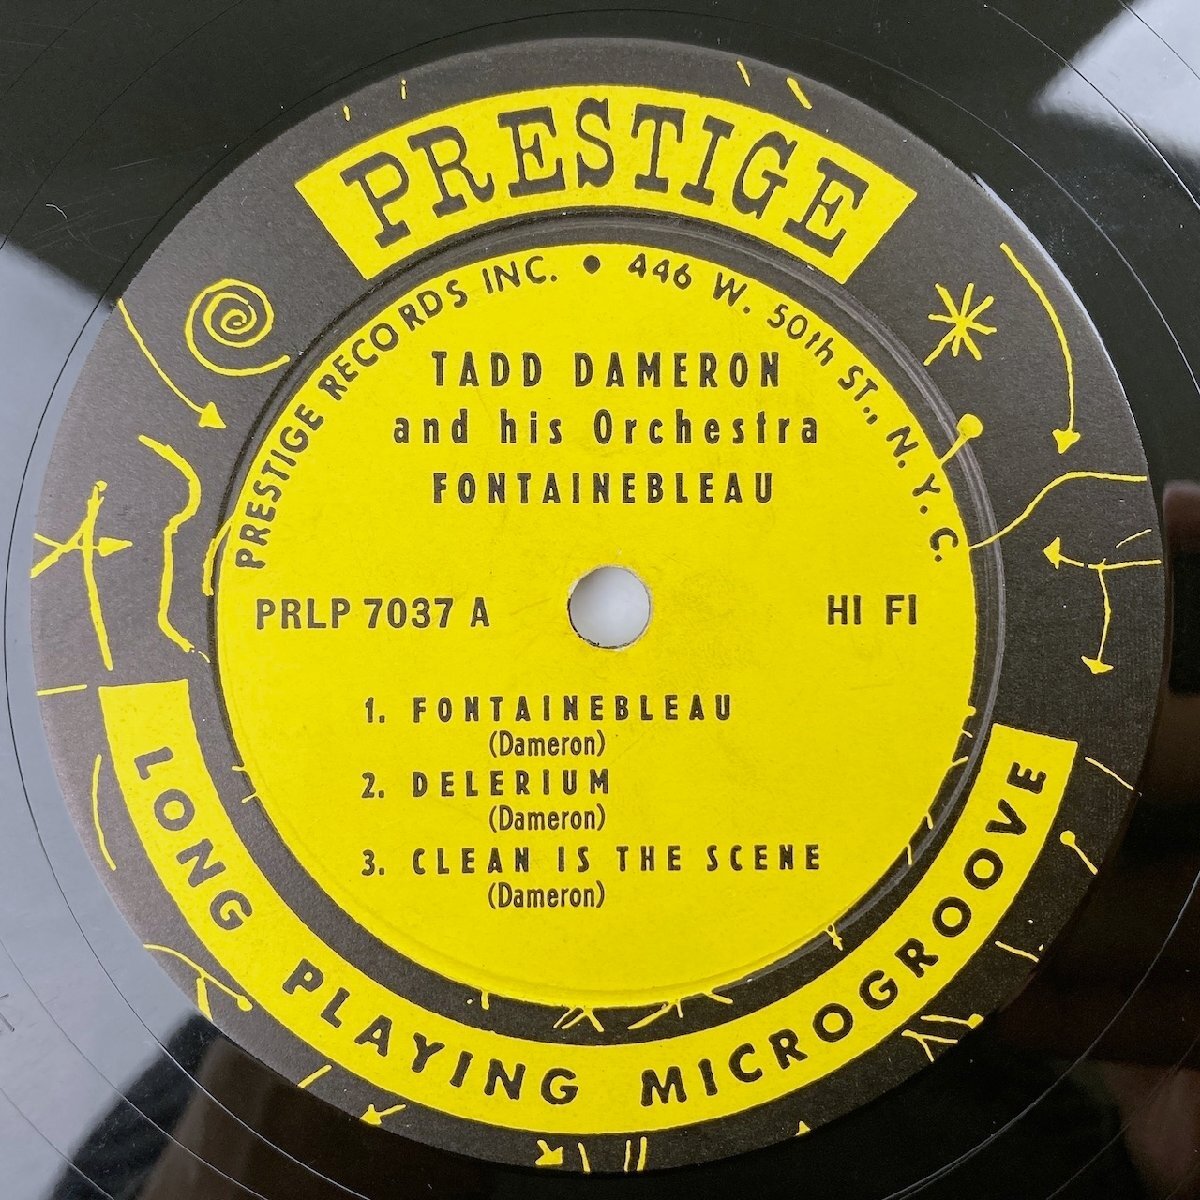 PRESTIGE
PRESTIGE RECORDS INC. • 446 W. 50th ST., N.Y.C.
TADD DAMERON
and his Orchestra
FONTAINEBLEAU
PRLP 7037 A
HI FI
1. FONTAINEBLEAU
(Dameron)
2. DELERIUM
(Dameron)
3. CLEAN IS THE SCENE
(Dameron)
LONG PLAYING MICROGROOVE